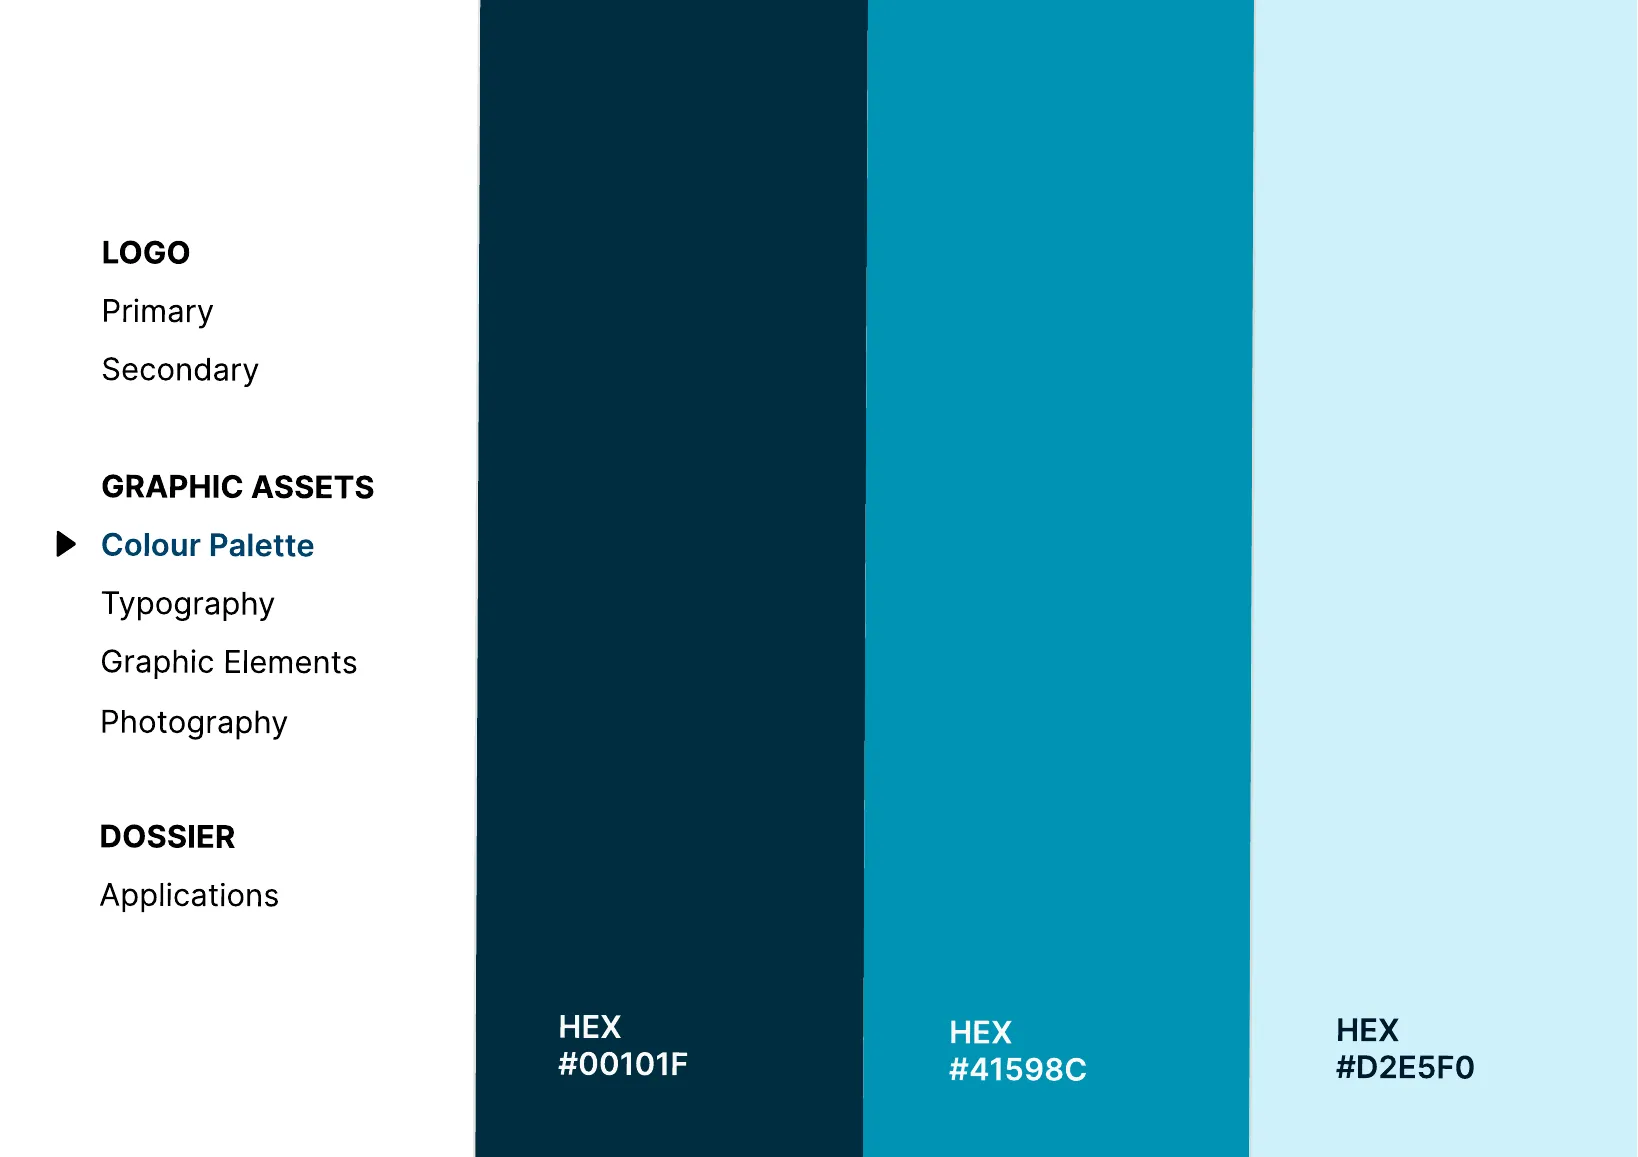 LOGO
Primary
Secondary
GRAPHIC ASSETS
Colour Palette
Typography
Graphic Elements
Photography
DOSSIER
Applications
HEX
#00101F
HEX
#41598C
HEX
#D2E5F0